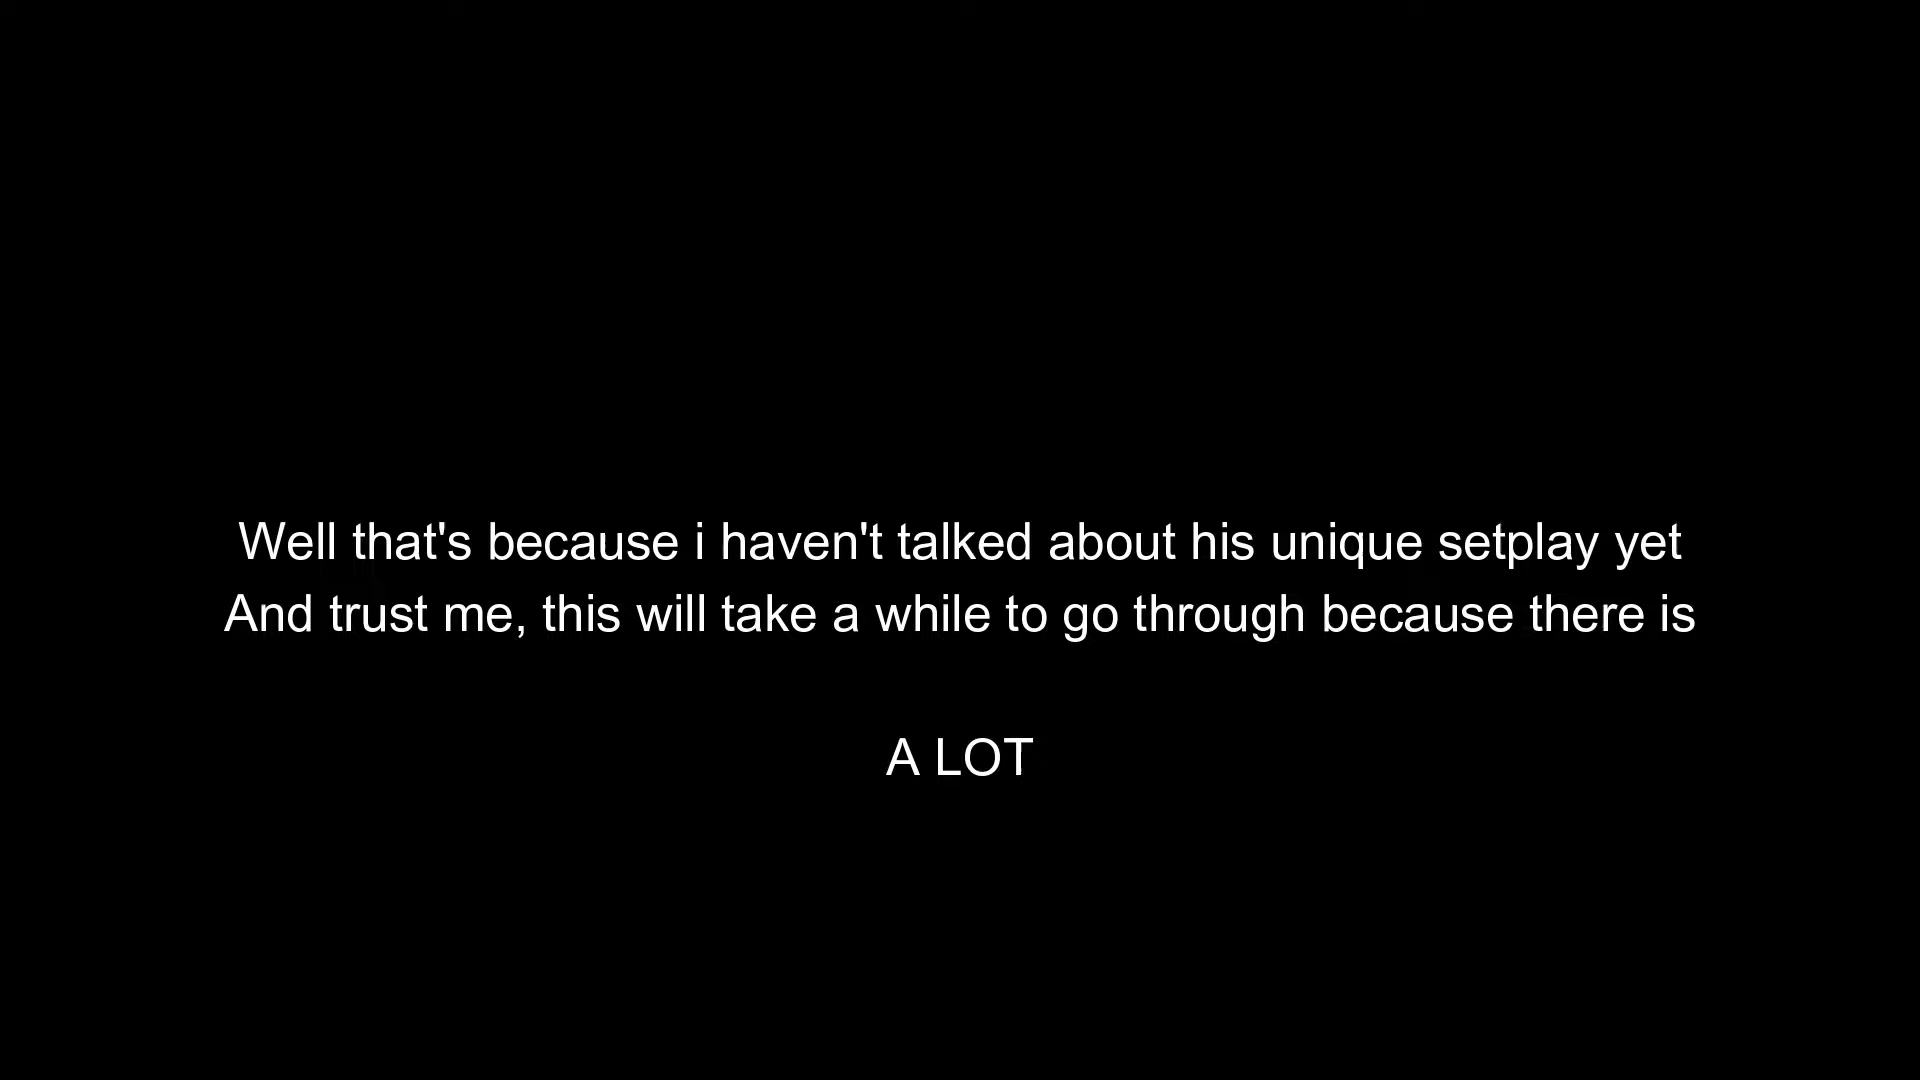 Well that's because i haven't talked about his unique setplay yet
And trust me, this will take a while to go through because there is
A LOT